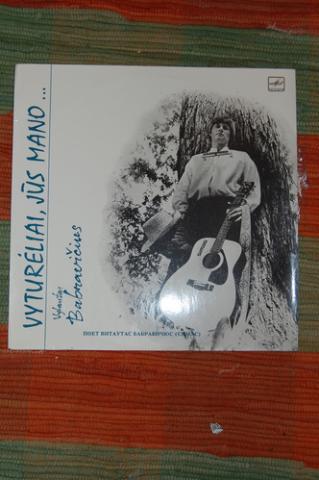 VYTURĖLIAI, JŪS MANO...
Vytautas
Babravičius
ПОЕТ ВИТАУТАС БАБРАВИЧЮС (СИМАС)